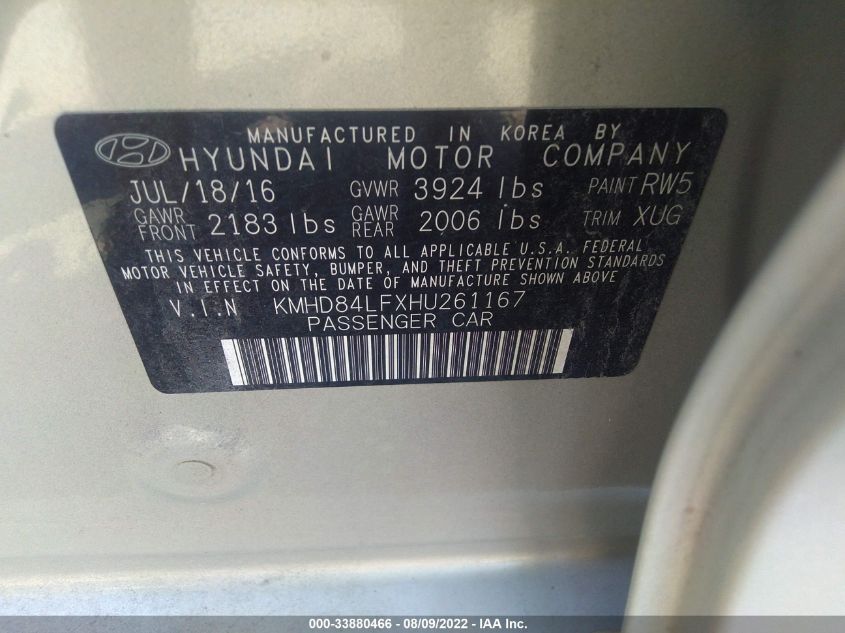 MANUFACTURED IN KOREA BY
HYUNDAI MOTOR COMPANY
JUL/18/16 GVWR 3924 lbs PAINT RW5
GAWR FRONT 2183 lbs GAWR REAR 2006 lbs TRIM XUG
THIS VEHICLE CONFORMS TO ALL APPLICABLE U.S.A. FEDERAL
MOTOR VEHICLE SAFETY, BUMPER, AND THEFT PREVENTION STANDARDS
IN EFFECT ON THE DATE OF MANUFACTURE SHOWN ABOVE
V.I.N KMHD84LFXHU261167
PASSENGER CAR
000-33880466 - 08/09/2022 - IAA Inc.